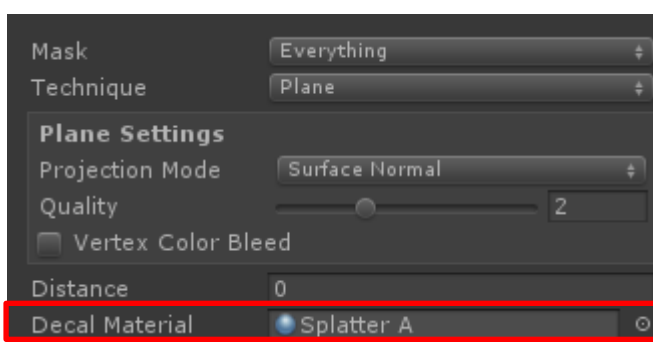 Mask Everything
Technique Plane
Plane Settings
Projection Mode Surface Normal
Quality 2
Vertex Color Bleed
Distance 0
Decal Material Splatter A